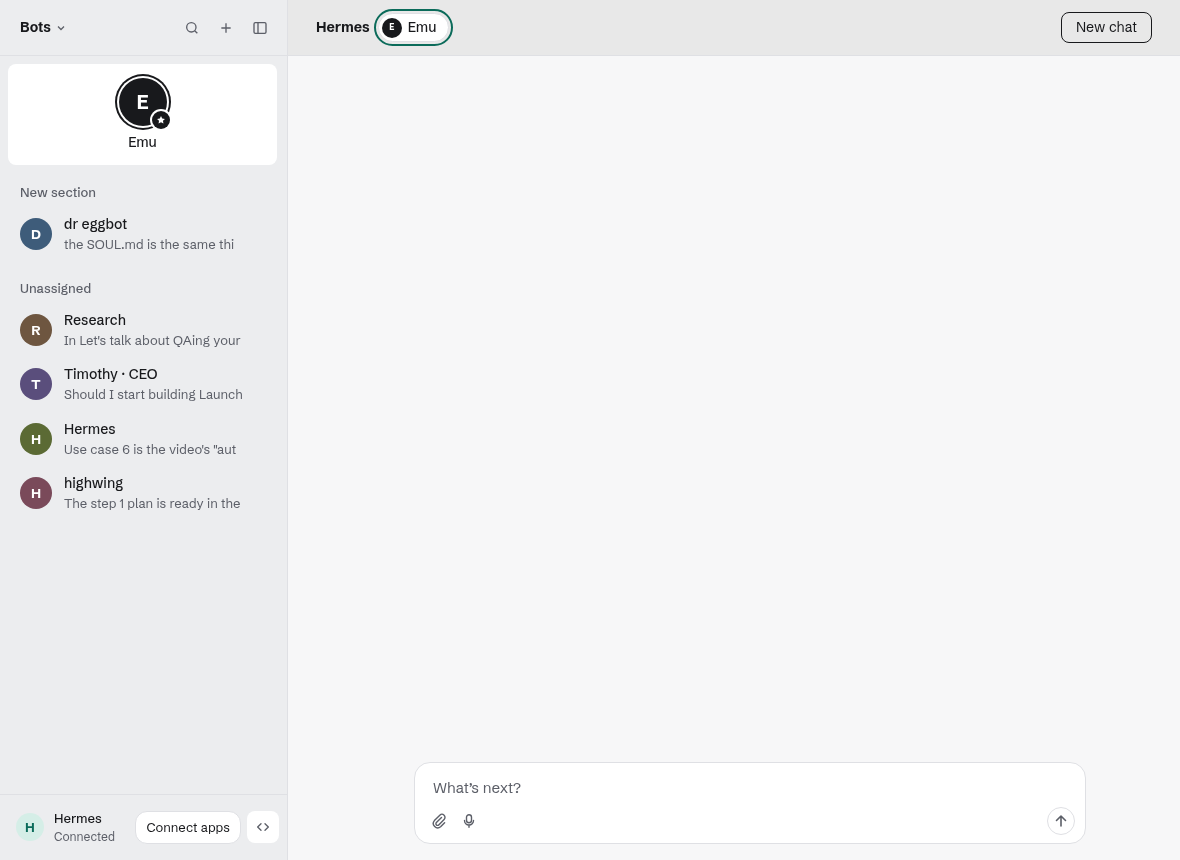 Bots
E
Emu
New section
D
dr eggbot
the SOUL.md is the same thi
Unassigned
R
Research
In Let's talk about QAing your
T
Timothy · CEO
Should I start building Launch
H
Hermes
Use case 6 is the video's "aut
H
highwing
The step 1 plan is ready in the
H
Hermes
Connected
Connect apps
Hermes
E
Emu
New chat
What's next?